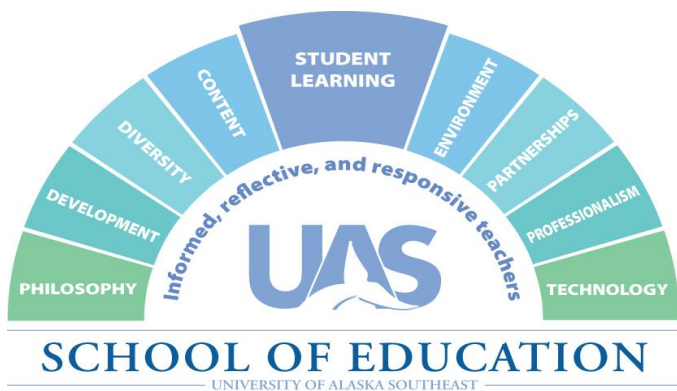 PHILOSOPHY
DEVELOPMENT
DIVERSITY
CONTENT
STUDENT
LEARNING
ENVIRONMENT
PARTNERSHIPS
PROFESSIONALISM
TECHNOLOGY
Informed, reflective, and responsive teachers
UAS
SCHOOL OF EDUCATION
UNIVERSITY OF ALASKA SOUTHEAST